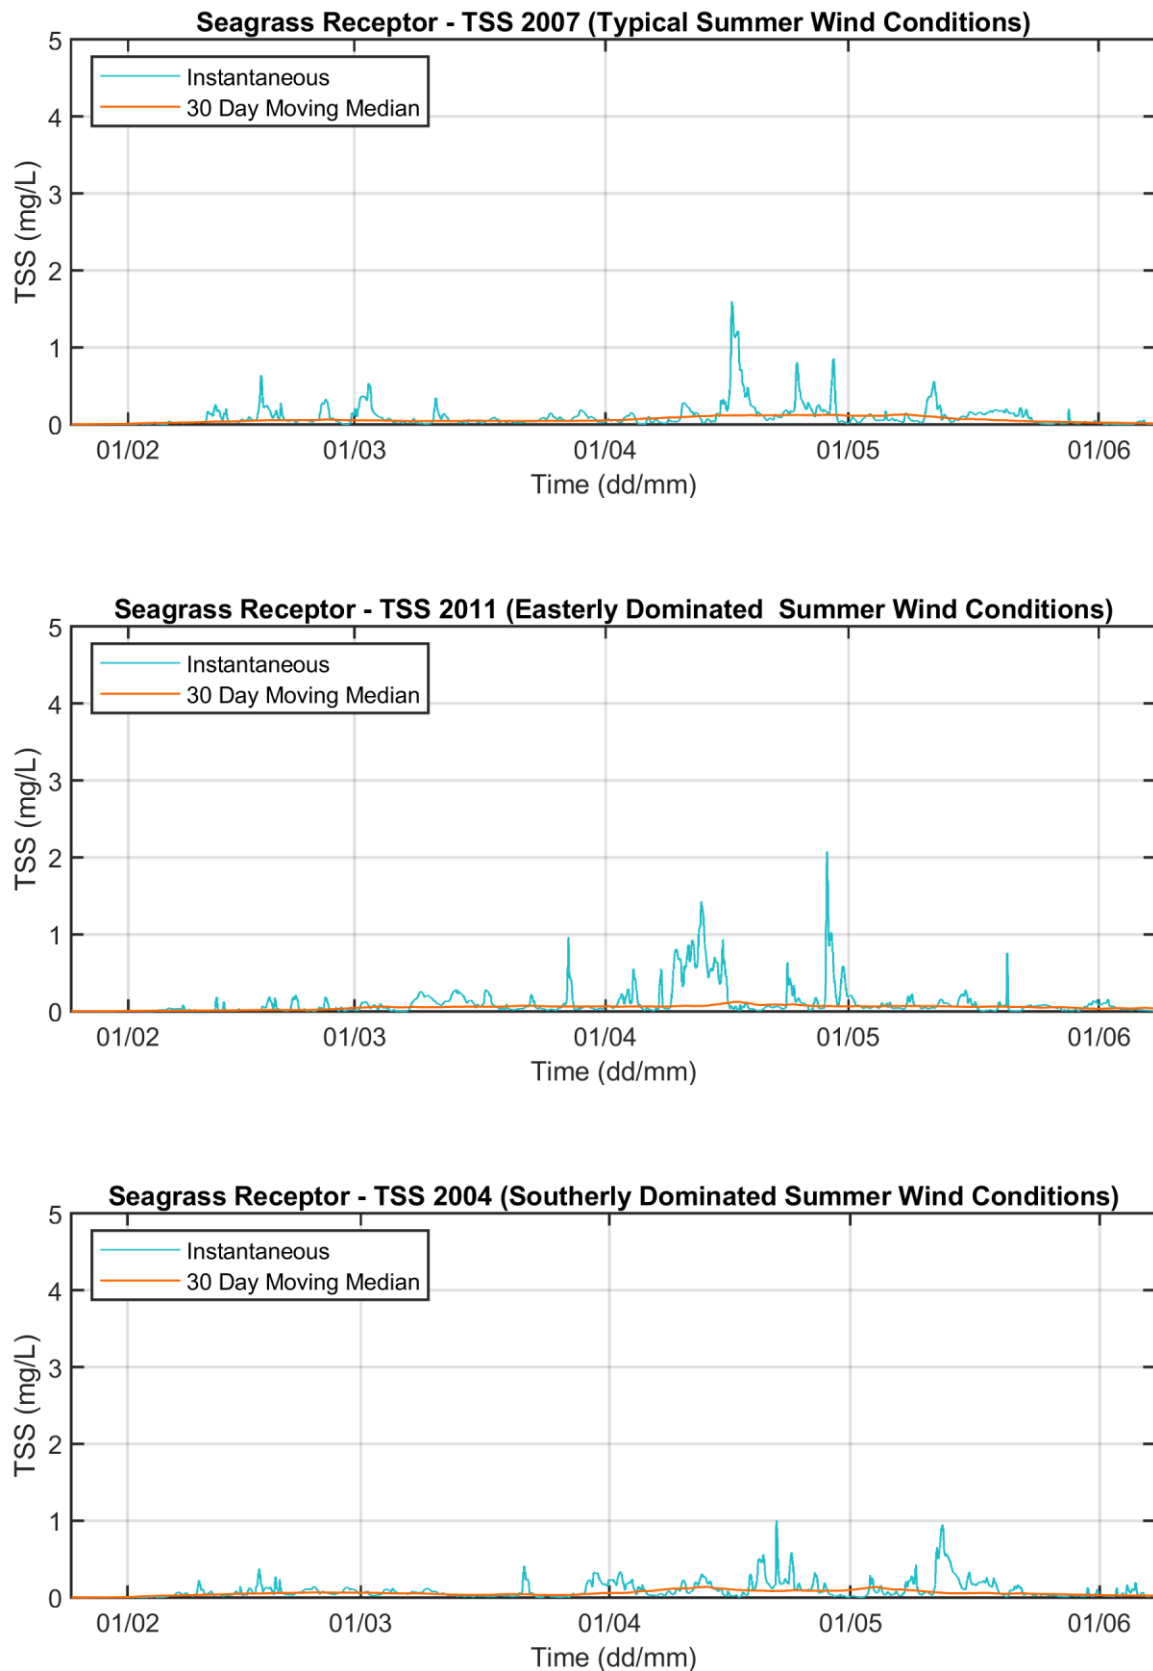 Seagrass Receptor - TSS 2007 (Typical Summer Wind Conditions)
5
4
3
2
1
0
TSS (mg/L)
Instantaneous
30 Day Moving Median
01/02 01/03 01/04 01/05 01/06
Time (dd/mm)
Seagrass Receptor - TSS 2011 (Easterly Dominated  Summer Wind Conditions)
5
4
3
2
1
0
TSS (mg/L)
Instantaneous
30 Day Moving Median
01/02 01/03 01/04 01/05 01/06
Time (dd/mm)
Seagrass Receptor - TSS 2004 (Southerly Dominated Summer Wind Conditions)
5
4
3
2
1
0
TSS (mg/L)
Instantaneous
30 Day Moving Median
01/02 01/03 01/04 01/05 01/06
Time (dd/mm)